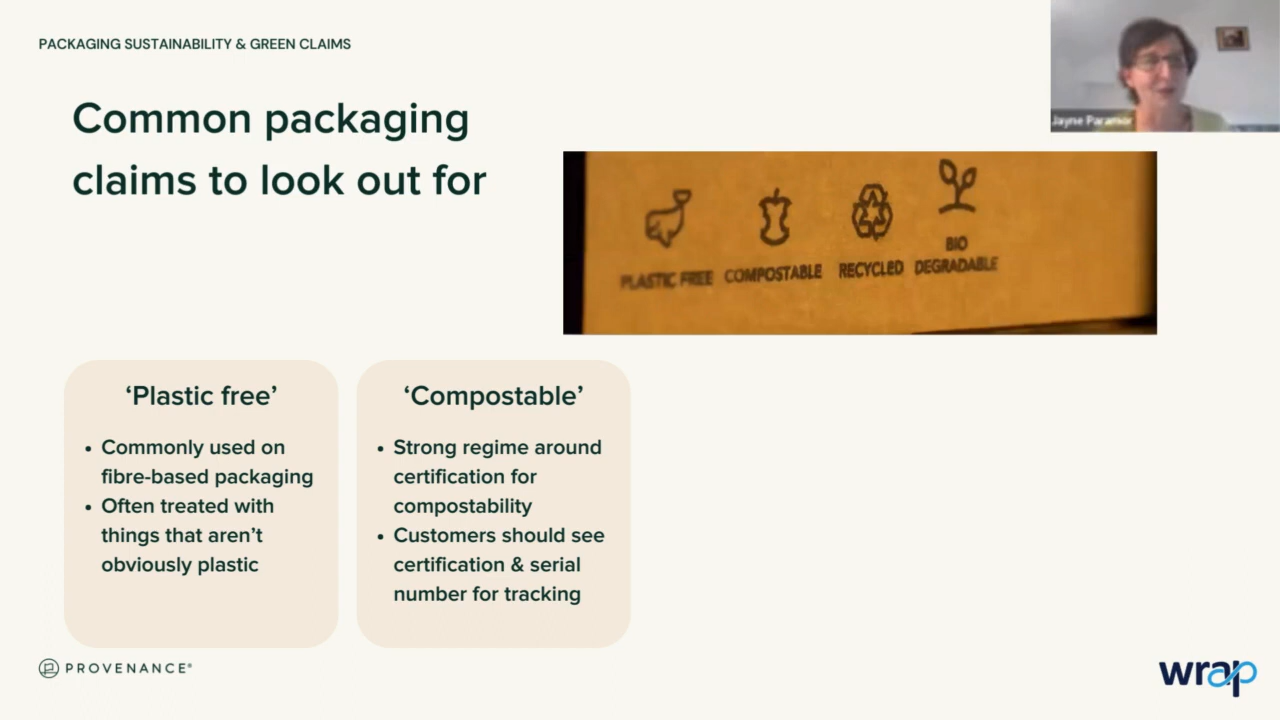 PACKAGING SUSTAINABILITY & GREEN CLAIMS
Jayne Paramor
Common packaging
claims to look out for
PLASTIC FREE
COMPOSTABLE
RECYCLED
BIO
DEGRADABLE
‘Plastic free’
• Commonly used on
fibre-based packaging
• Often treated with
things that aren’t
obviously plastic
‘Compostable’
• Strong regime around
certification for
compostability
• Customers should see
certification & serial
number for tracking
PROVENANCE®
wrap